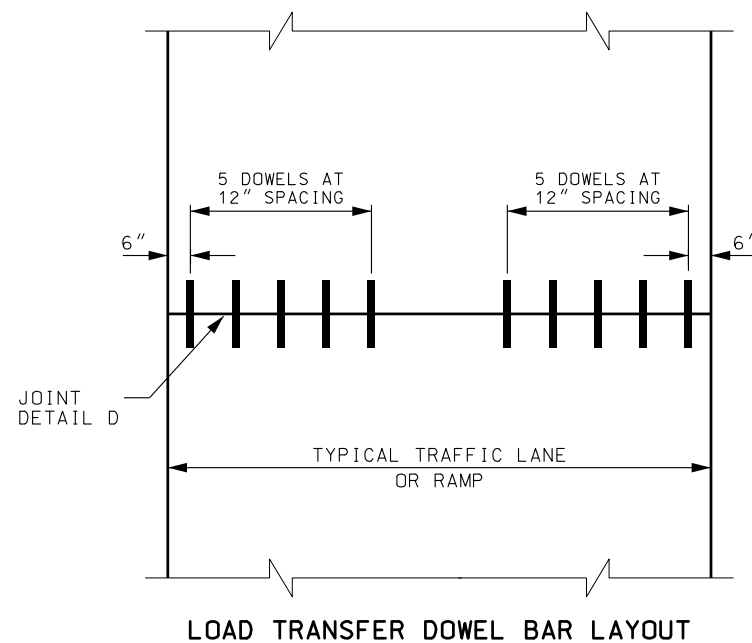 5 DOWELS AT
12" SPACING
5 DOWELS AT
12" SPACING
6"
6"
JOINT
DETAIL D
TYPICAL TRAFFIC LANE
OR RAMP
LOAD TRANSFER DOWEL BAR LAYOUT